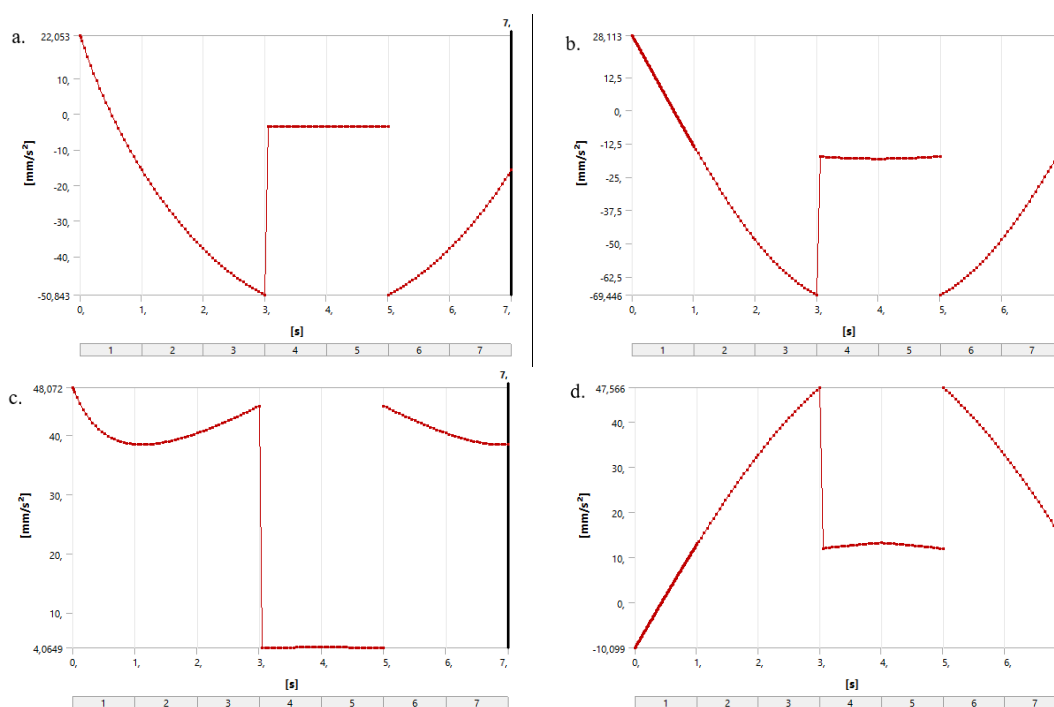 a.
7,
22,053
10,
0,
-10,
-20,
-30,
-40,
-50,843
[mm/s²]
0, 1, 2, 3, 4, 5, 6, 7,
[s]
1 2 3 4 5 6 7
b.
28,113
12,5
0,
-12,5
-25,
-37,5
-50,
-62,5
-69,446
[mm/s²]
0, 1, 2, 3, 4, 5, 6,
[s]
1 2 3 4 5 6 7
c.
7,
48,072
40,
30,
20,
10,
4,0649
[mm/s²]
0, 1, 2, 3, 4, 5, 6, 7,
[s]
1 2 3 4 5 6 7
d.
47,566
40,
30,
20,
10,
0,
-10,099
[mm/s²]
0, 1, 2, 3, 4, 5, 6,
[s]
1 2 3 4 5 6 7